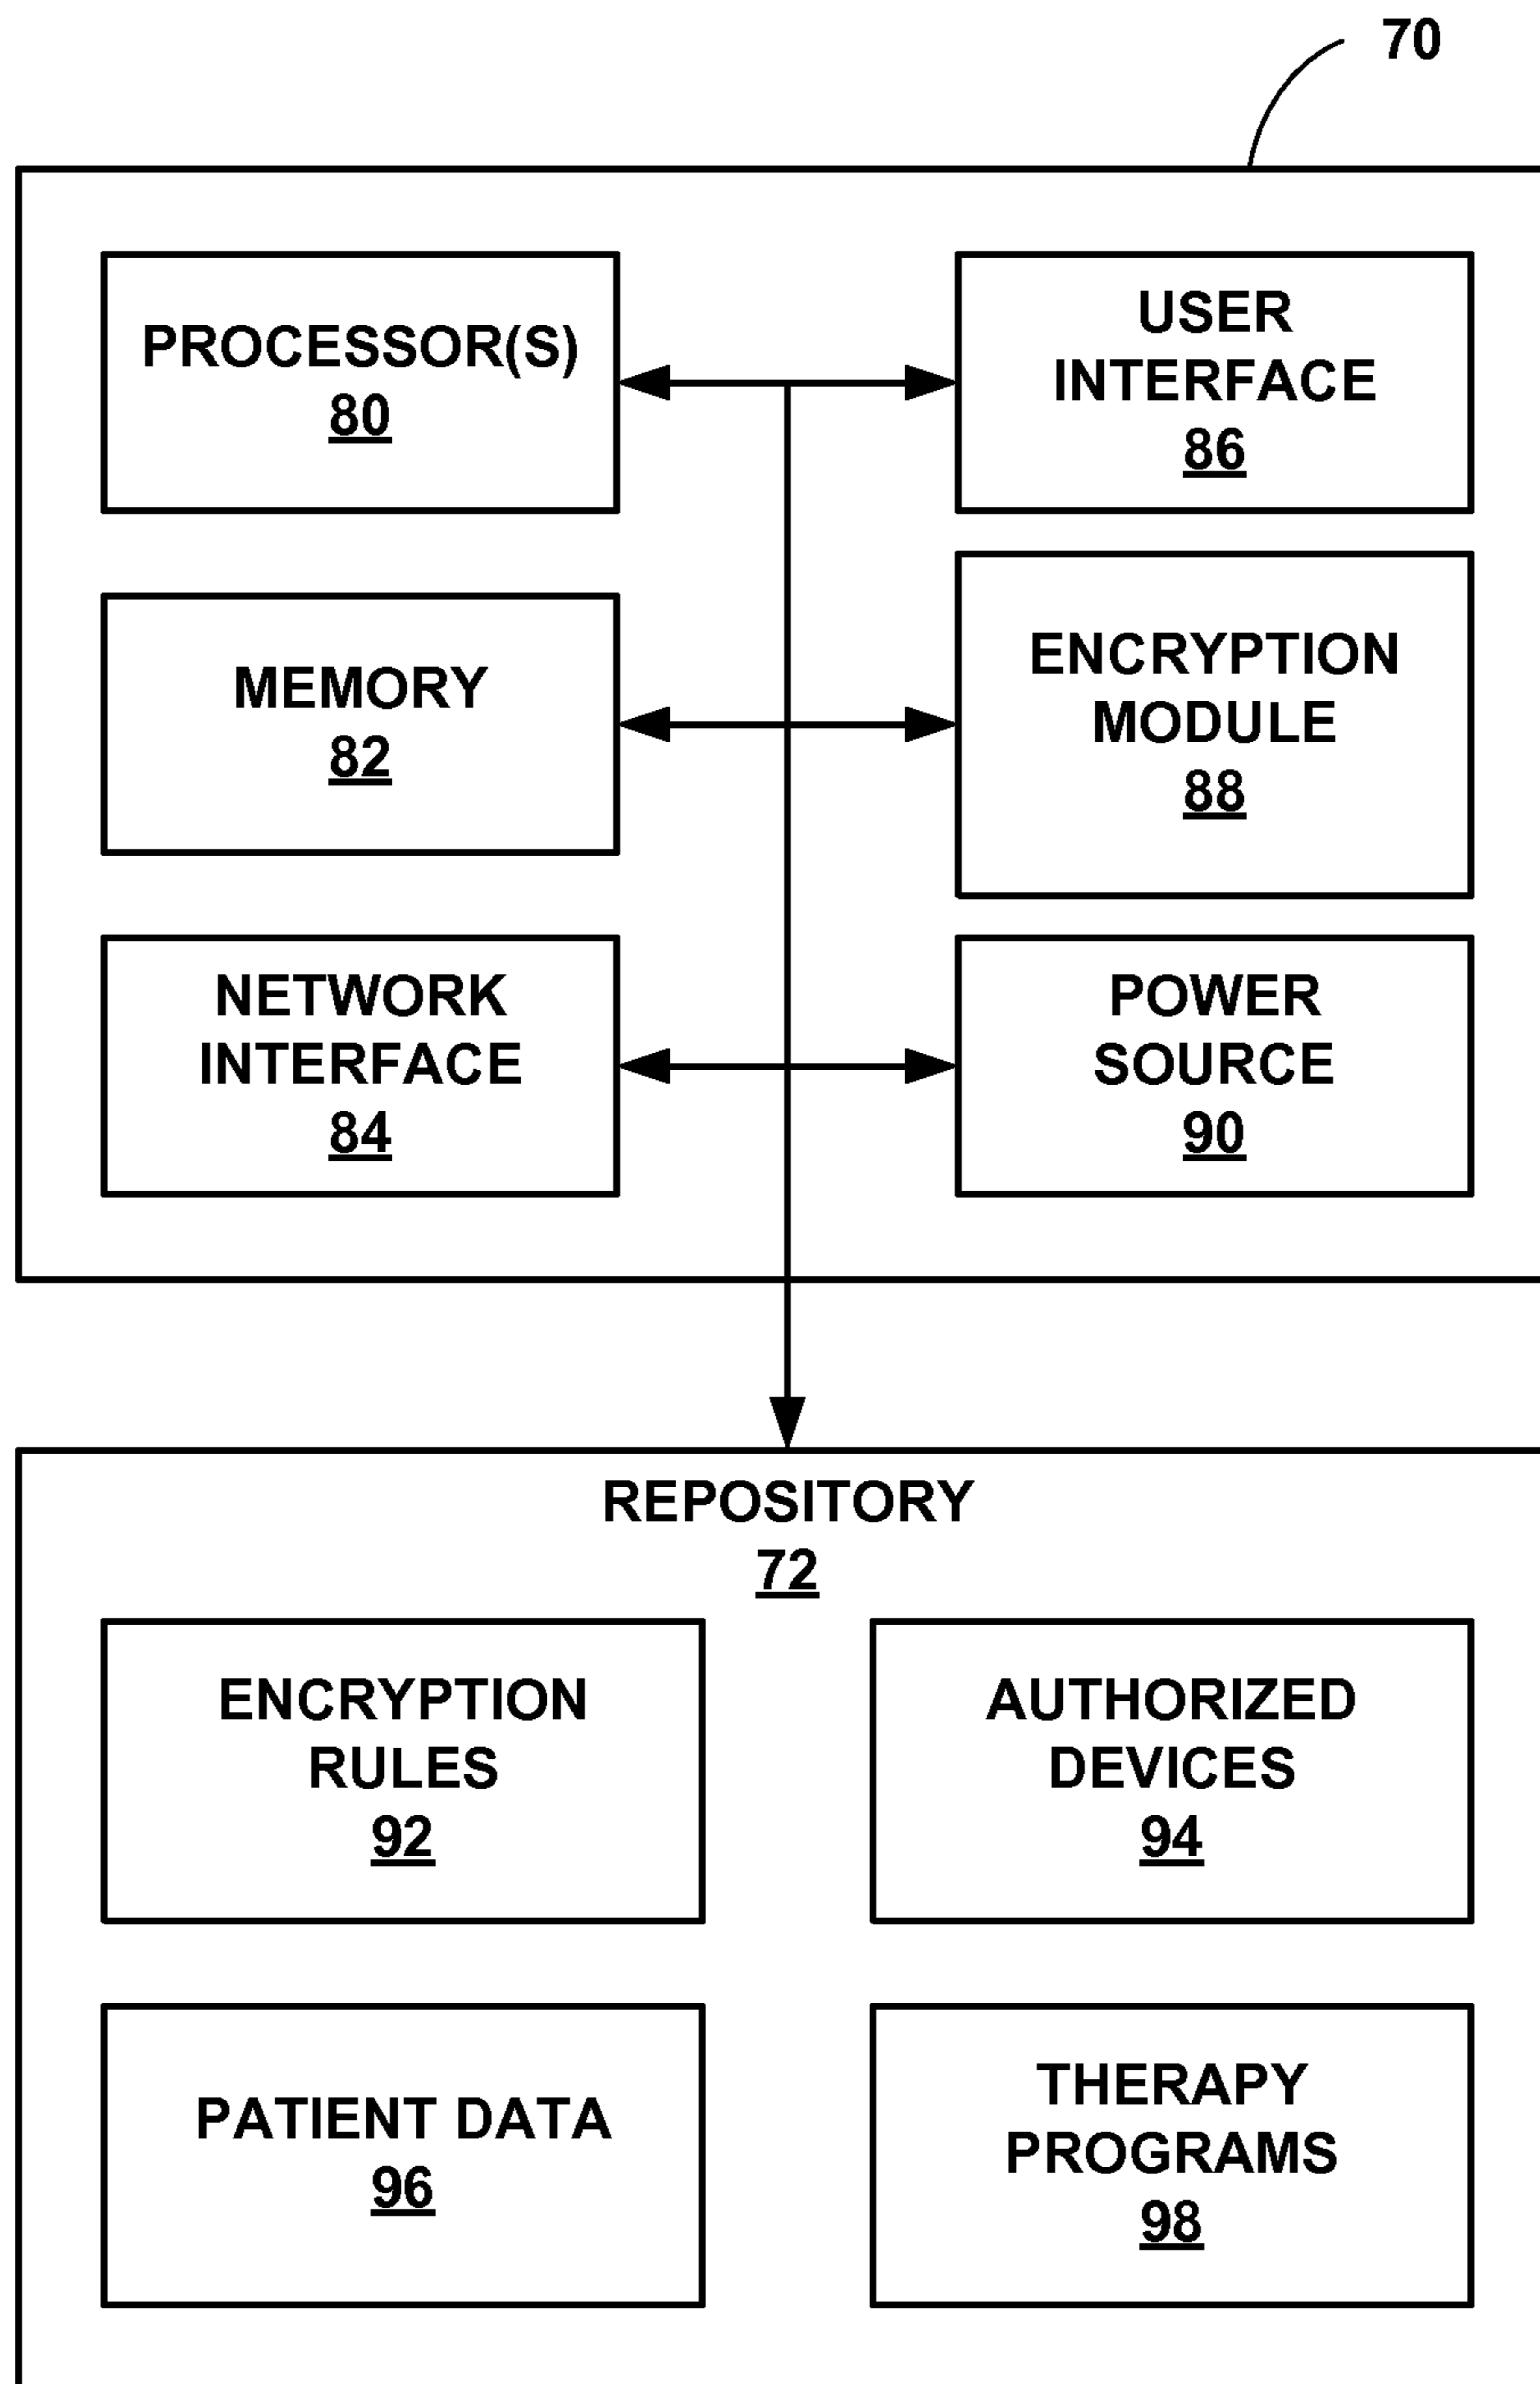 70
PROCESSOR(S)
80
USER
INTERFACE
86
MEMORY
82
ENCRYPTION
MODULE
88
NETWORK
INTERFACE
84
POWER
SOURCE
90
REPOSITORY
72
ENCRYPTION
RULES
92
AUTHORIZED
DEVICES
94
PATIENT DATA
96
THERAPY
PROGRAMS
98